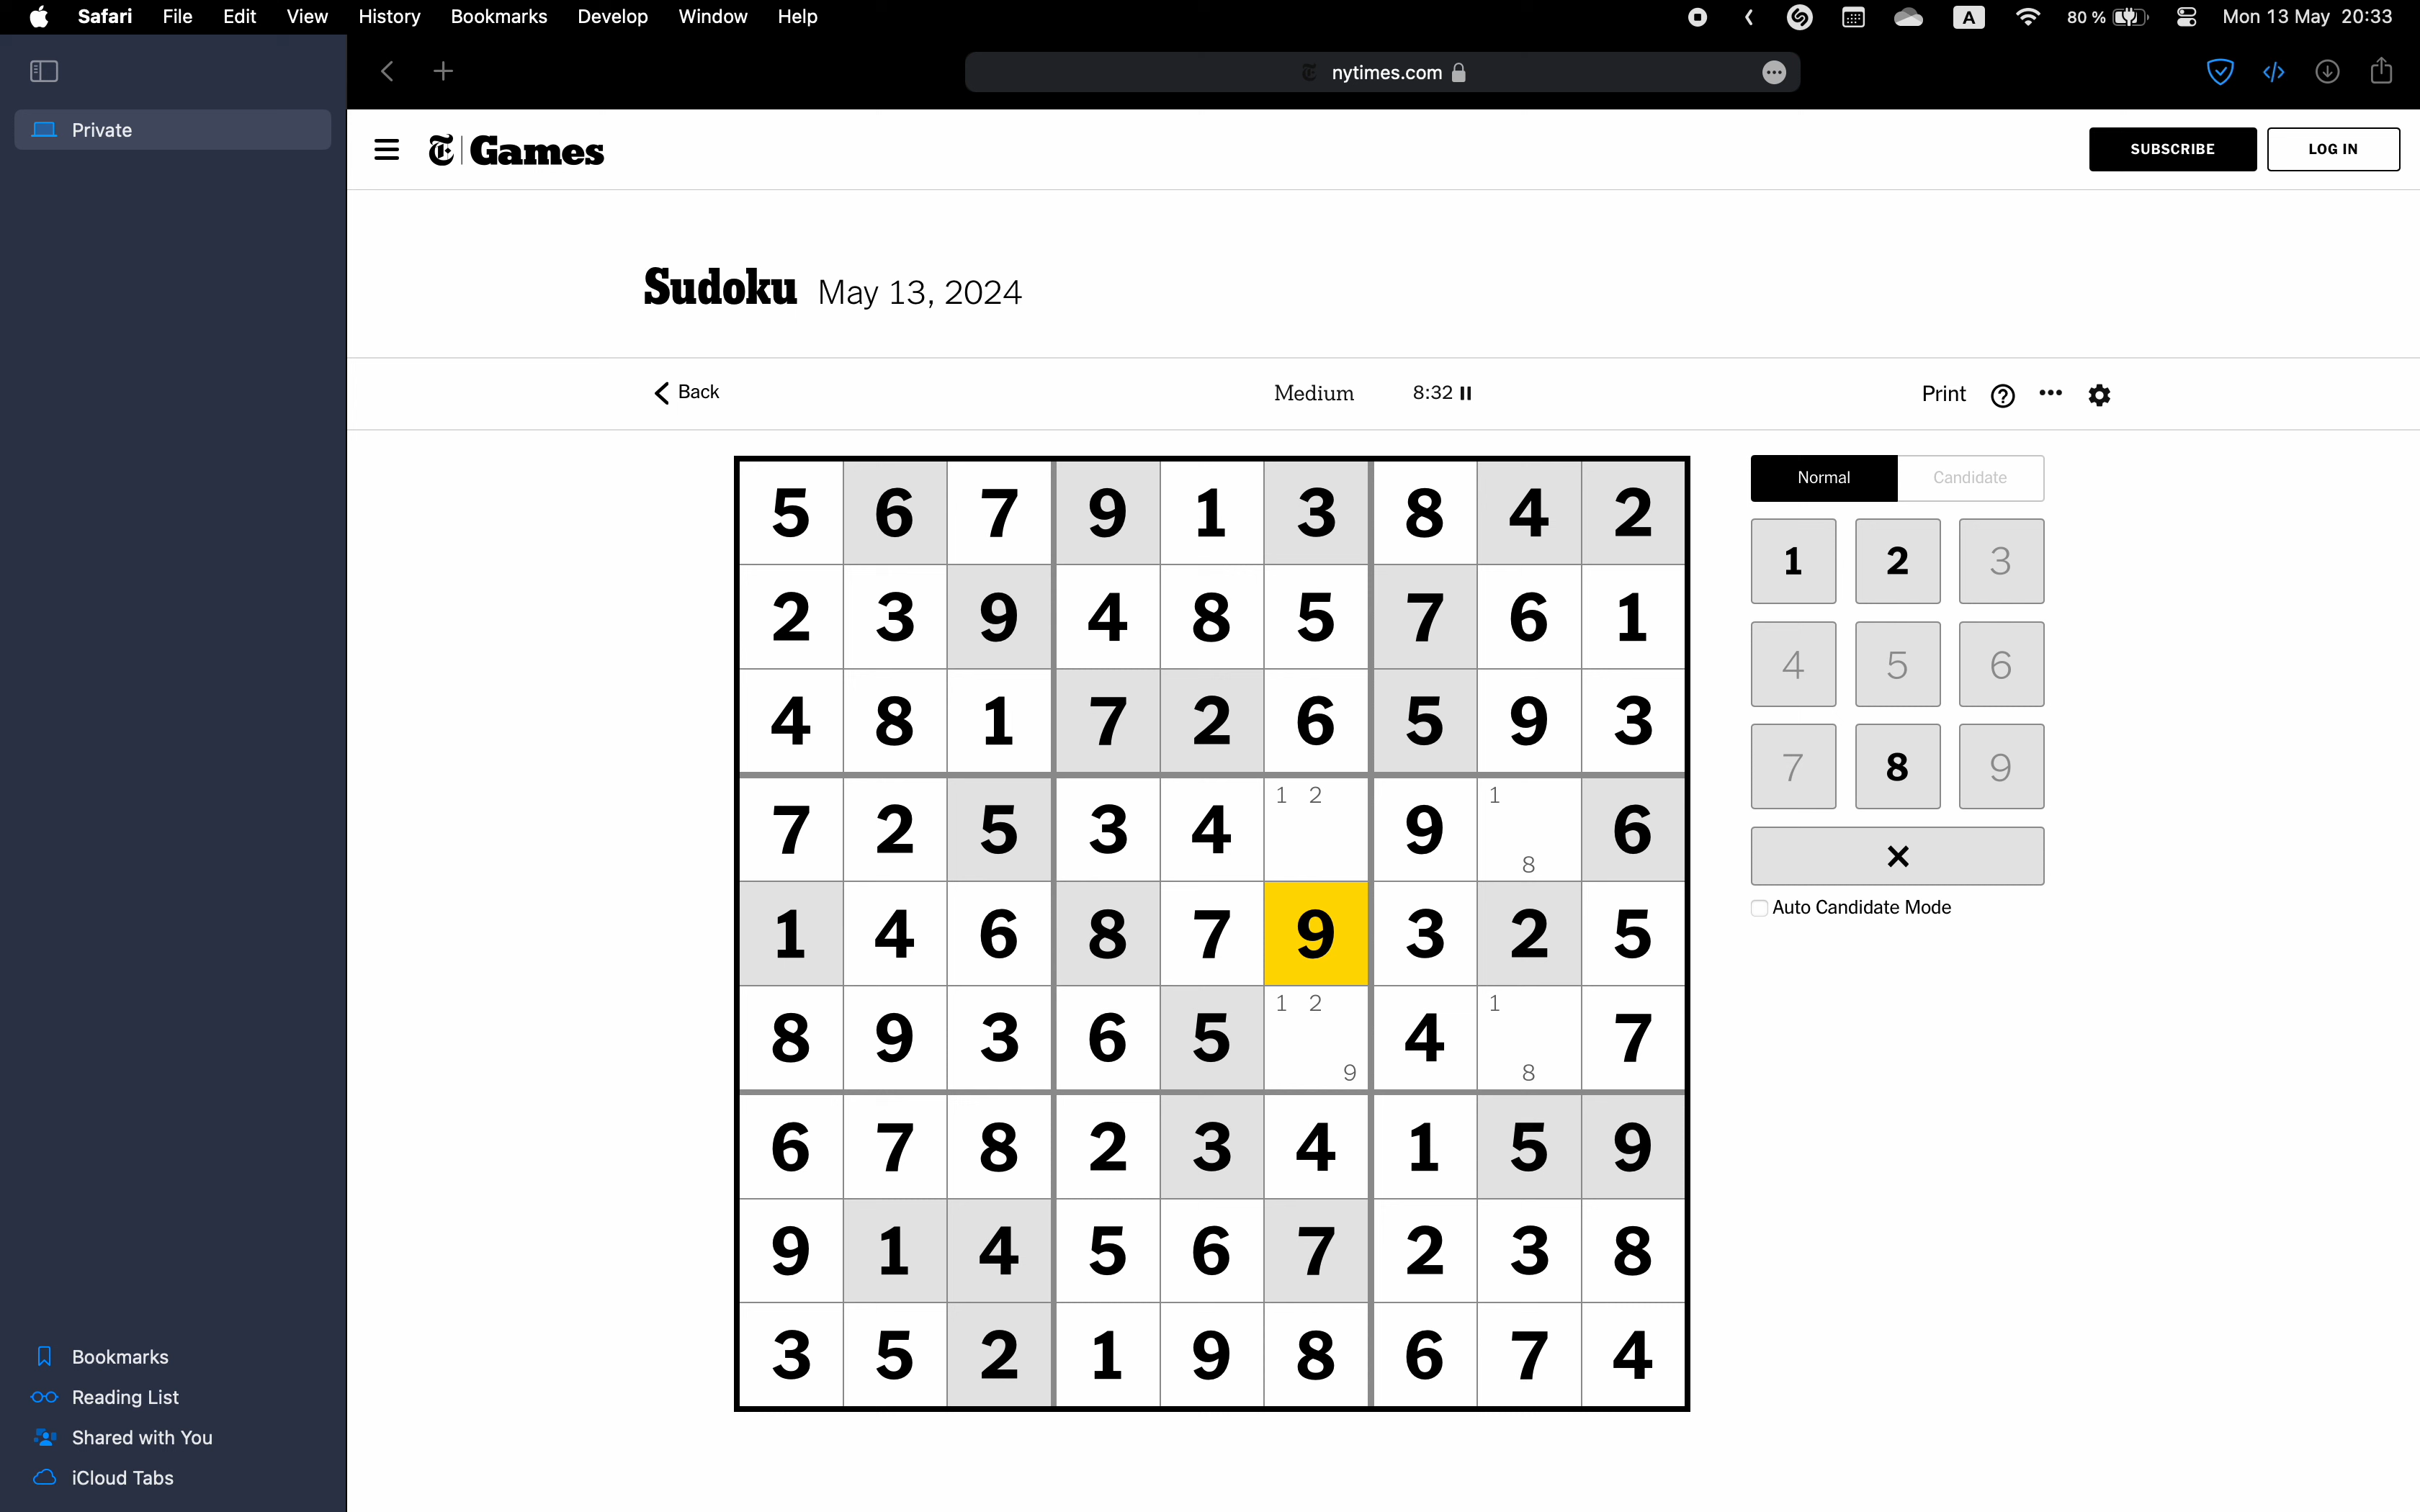 Safari File Edit View History Bookmarks Develop Window Help A 80 % Mon 13 May 20:33
nytimes.com
Private
Games
SUBSCRIBE
LOG IN
Sudoku May 13, 2024
Back
Medium 8:32
Print
5 6 7 9 1 3 8 4 2
2 3 9 4 8 5 7 6 1
4 8 1 7 2 6 5 9 3
7 2 5 3 4 1 2 9 1 8 6
1 4 6 8 7 9 3 2 5
8 9 3 6 5 1 2 9 4 1 8 7
6 7 8 2 3 4 1 5 9
9 1 4 5 6 7 2 3 8
3 5 2 1 9 8 6 7 4
Normal Candidate
1 2 3
4 5 6
7 8 9
Auto Candidate Mode
Bookmarks
Reading List
Shared with You
iCloud Tabs